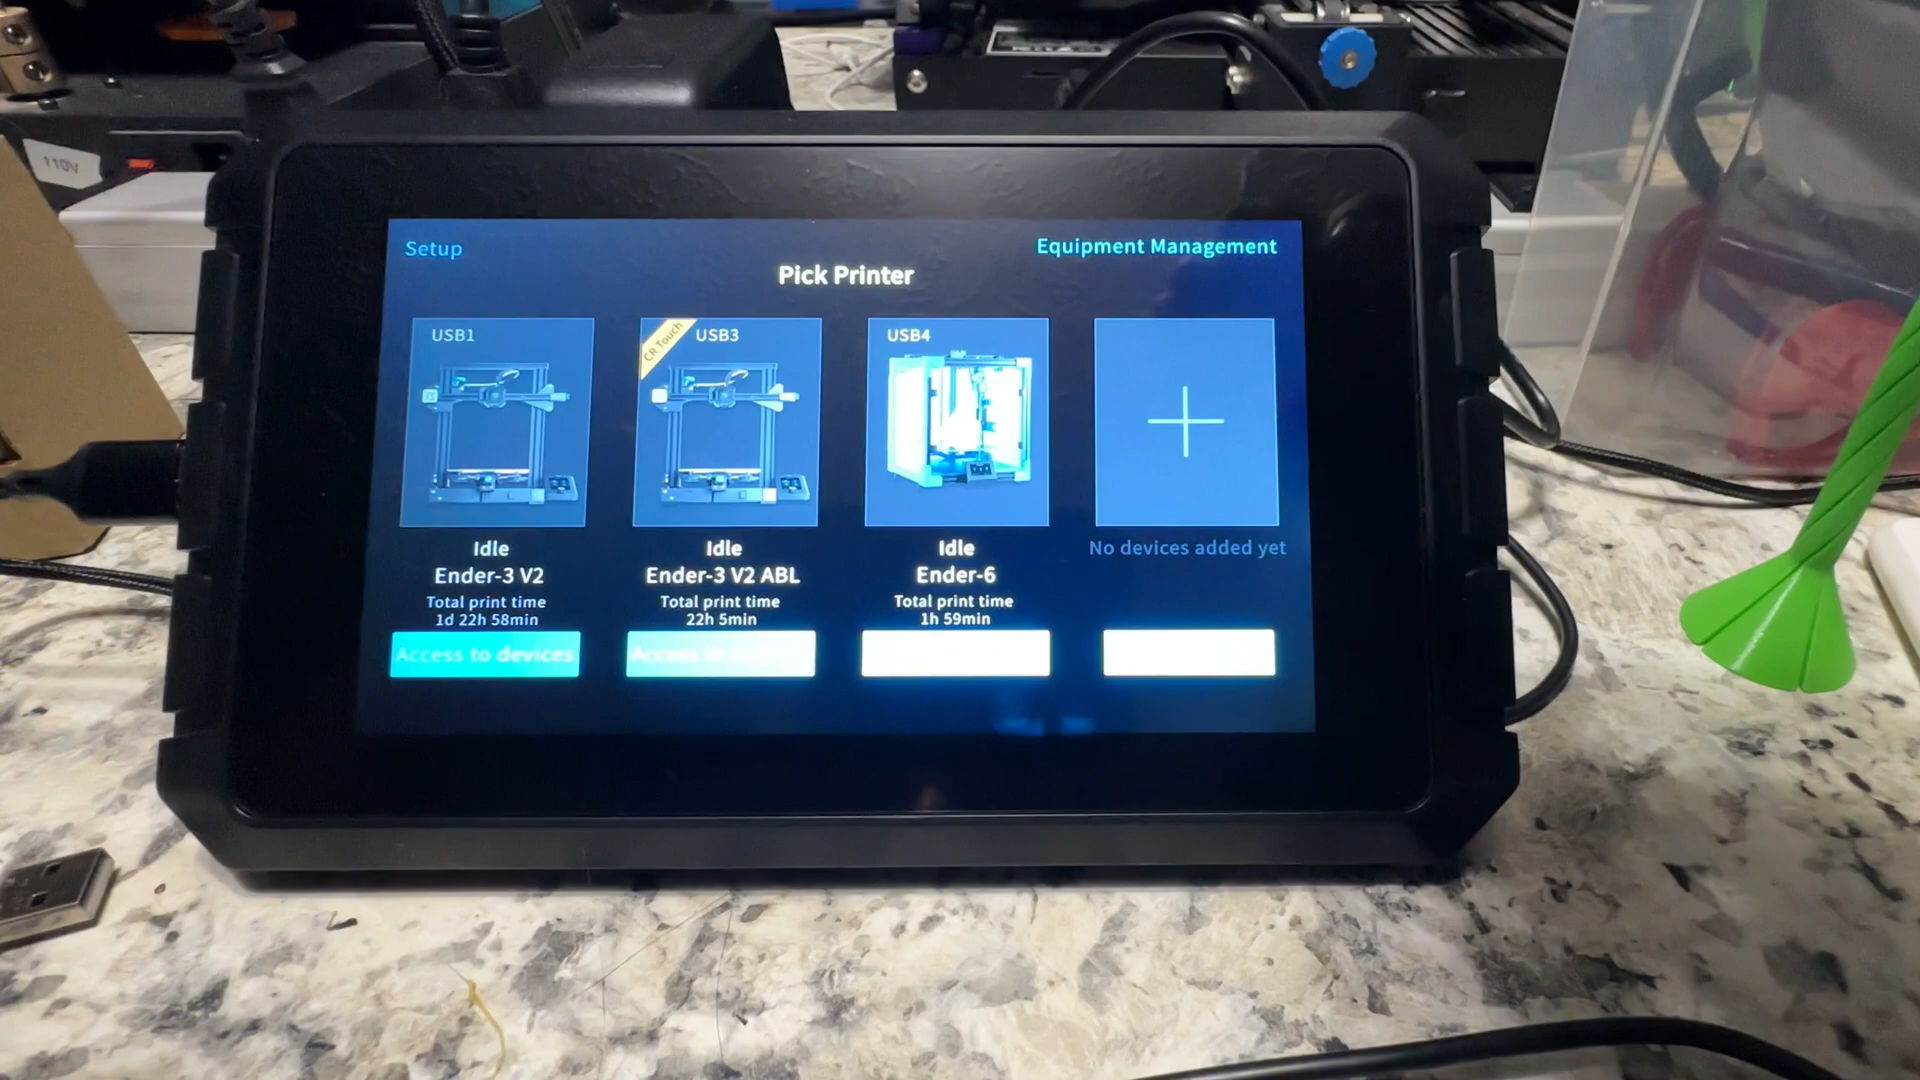 110V
Setup
Equipment Management
Pick Printer
USB1
CR Touch
USB3
USB4
Idle
Ender-3 V2
Total print time
1d 22h 58min
Access to devices
Idle
Ender-3 V2 ABL
Total print time
22h 5min
Access to
Idle
Ender-6
Total print time
1h 59min
No devices added yet